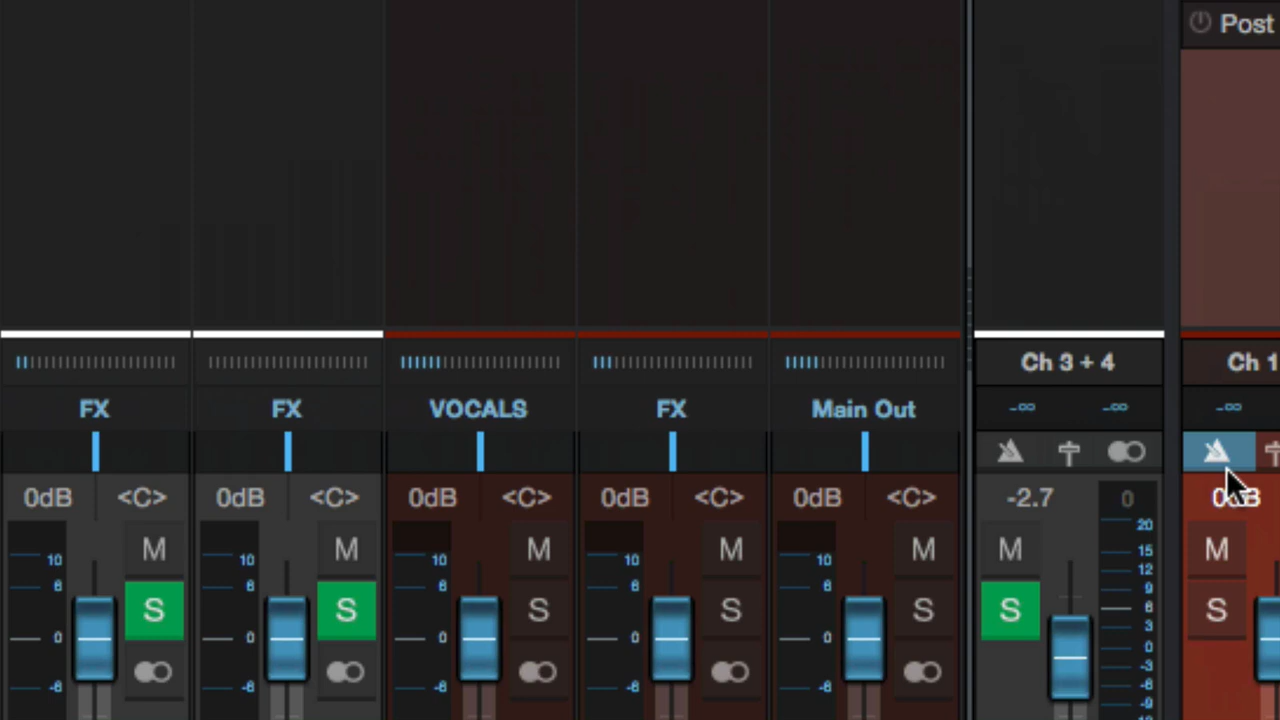 Post
Ch 3 + 4 Ch 1
FX FX VOCALS FX Main Out -∞ -∞ -∞
0dB <C> 0dB <C> 0dB <C> 0dB <C> 0dB <C> -2.7 0 0dB
M M M M M M M
S S S S S S S
10 6 0 -6
10 6 0 -6
10 6 0 -6
10 6 0 -6
10 6 0 -6
20 15 12 9 6 3 0 -3 -6 -9